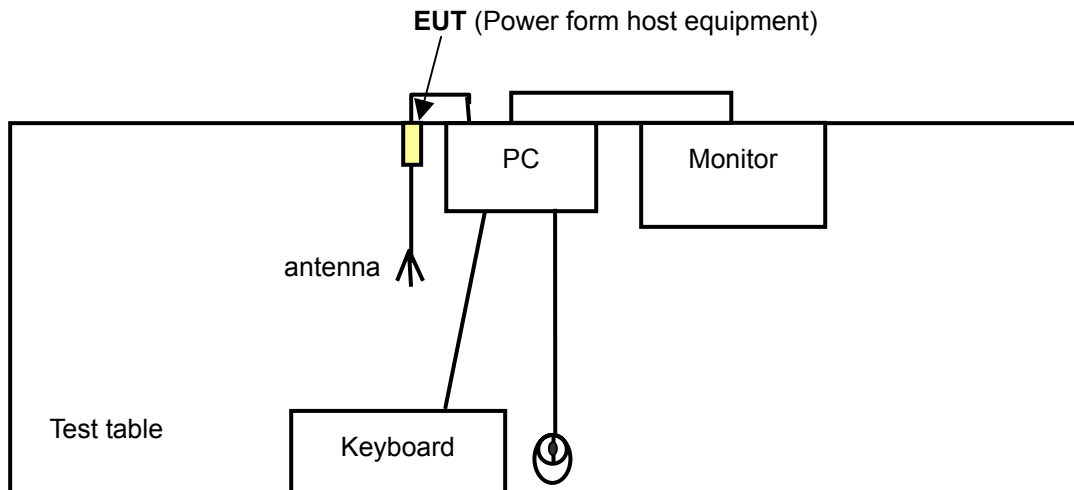 EUT (Power form host equipment)
PC
Monitor
antenna
Test table
Keyboard